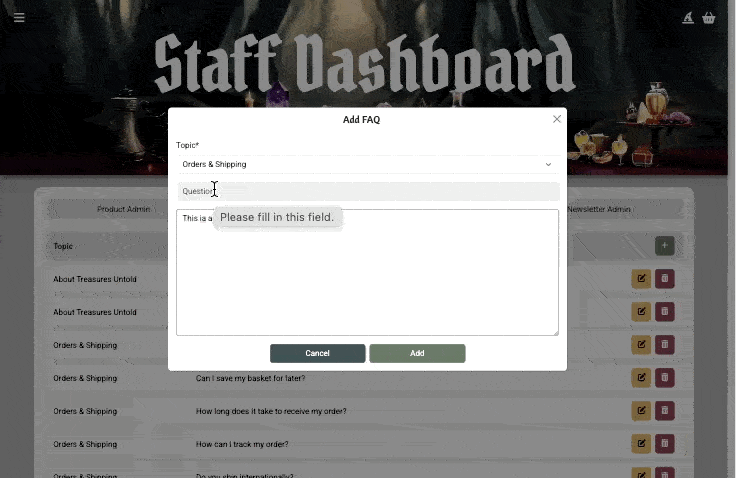 Staff Dashboard
Add FAQ
Topic*
Orders & Shipping
Question
This is a
Please fill in this field.
Product Admin
Newsletter Admin
Topic
+
About Treasures Untold
About Treasures Untold
Orders & Shipping
Cancel
Add
Orders & Shipping
Can I save my basket for later?
Orders & Shipping
How long does it take to receive my order?
Orders & Shipping
How can I track my order?
Orders & Shipping
Do you ship internationally?